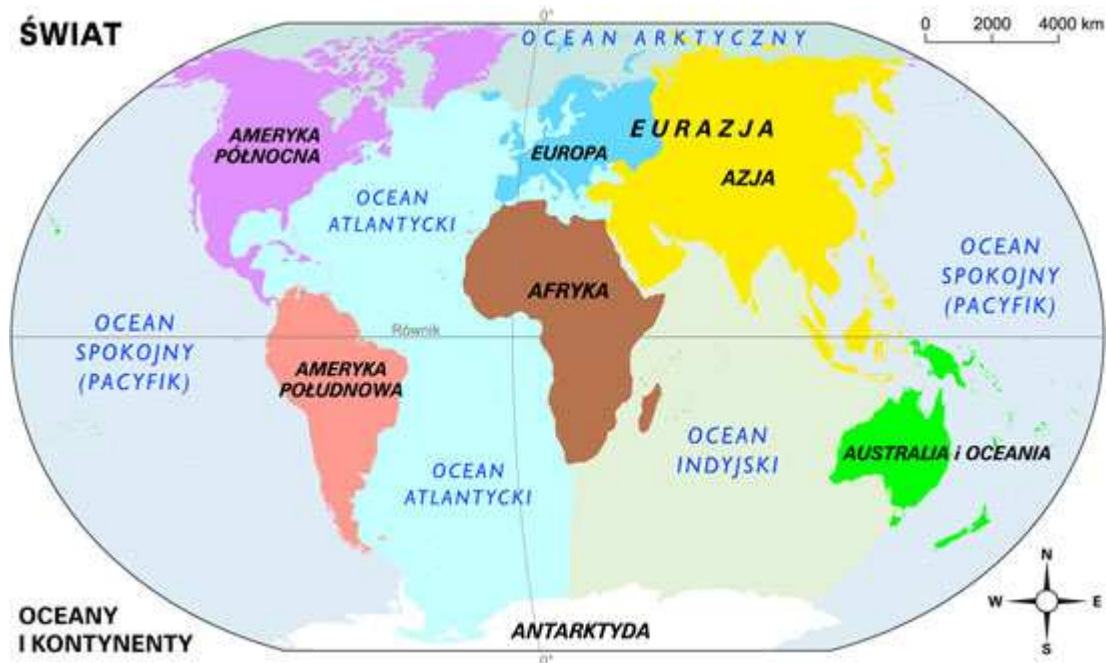 ŚWIAT
0°
0 2000 4000 km
OCEAN ARKTYCZNY
AMERYKA
PÓŁNOCNA
EURAZJA
EUROPA
AZJA
OCEAN
ATLANTYCKI
OCEAN
SPOKOJNY
(PACYFIK)
AFRYKA
OCEAN
SPOKOJNY
(PACYFIK)
Równik
AMERYKA
POŁUDNOWA
OCEAN
INDYJSKI
AUSTRALIA i OCEANIA
OCEAN
ATLANTYCKI
OCEANY
I KONTYNENTY
ANTARKTYDA
0°
N
W E
S